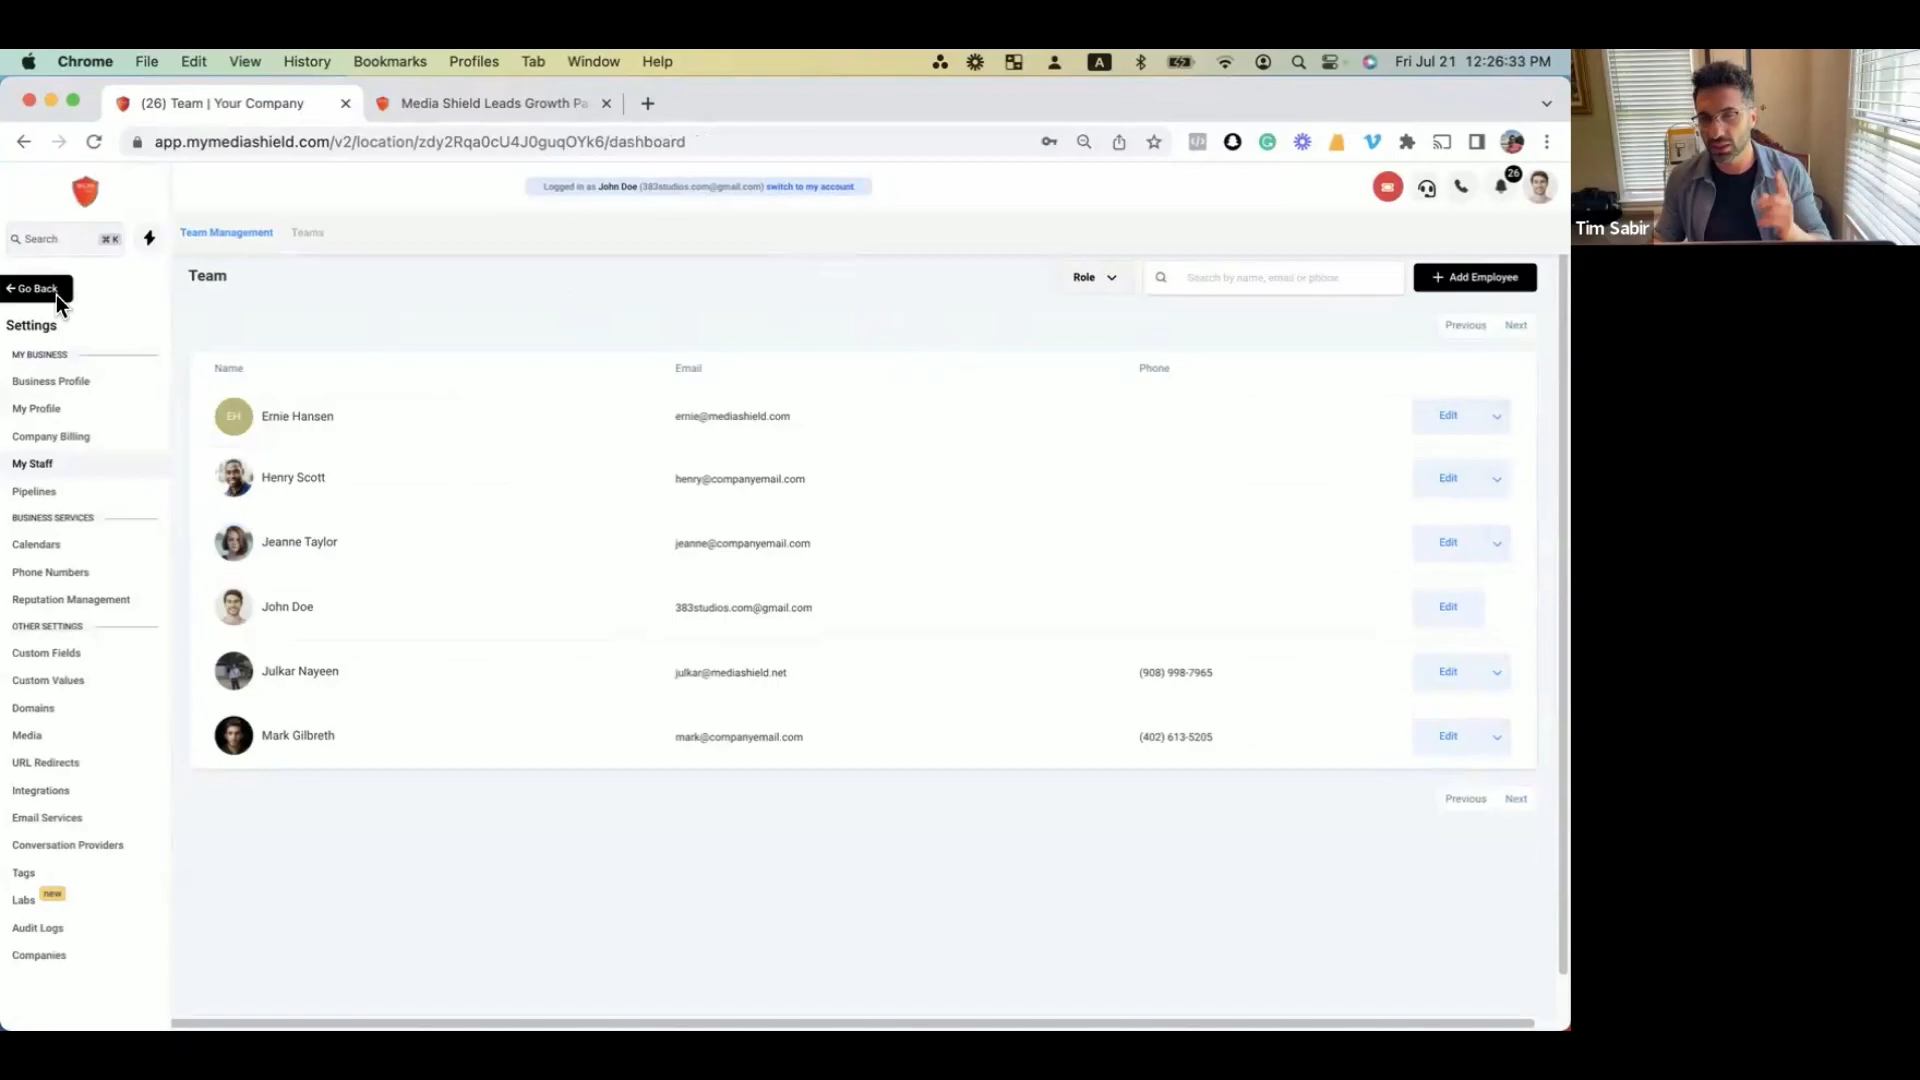 Chrome File Edit View History Bookmarks Profiles Tab Window Help A Fri Jul 21 12:26:33 PM
(26) Team | Your Company Media Shield Leads Growth Pa
app.mymediashield.com/v2/location/zdy2Rqa0cU4J0guqOYk6/dashboard
Logged in as John Doe (383studios.com@gmail.com) switch to my account
26
Tim Sabir
Search ⌘ K
Team Management Teams
Go Back
Team
Role
Search by name, email or phone
+ Add Employee
Settings
Previous Next
MY BUSINESS
Business Profile
My Profile
Company Billing
My Staff
Pipelines
BUSINESS SERVICES
Calendars
Phone Numbers
Reputation Management
OTHER SETTINGS
Custom Fields
Custom Values
Domains
Media
URL Redirects
Integrations
Email Services
Conversation Providers
Tags
Labs new
Audit Logs
Companies
Name Email Phone
EH Ernie Hansen ernie@mediashield.com Edit
Henry Scott henry@companyemail.com Edit
Jeanne Taylor jeanne@companyemail.com Edit
John Doe 383studios.com@gmail.com Edit
Julkar Nayeen julkar@mediashield.net (908) 998-7965 Edit
Mark Gilbreth mark@companyemail.com (402) 613-5205 Edit
Previous Next